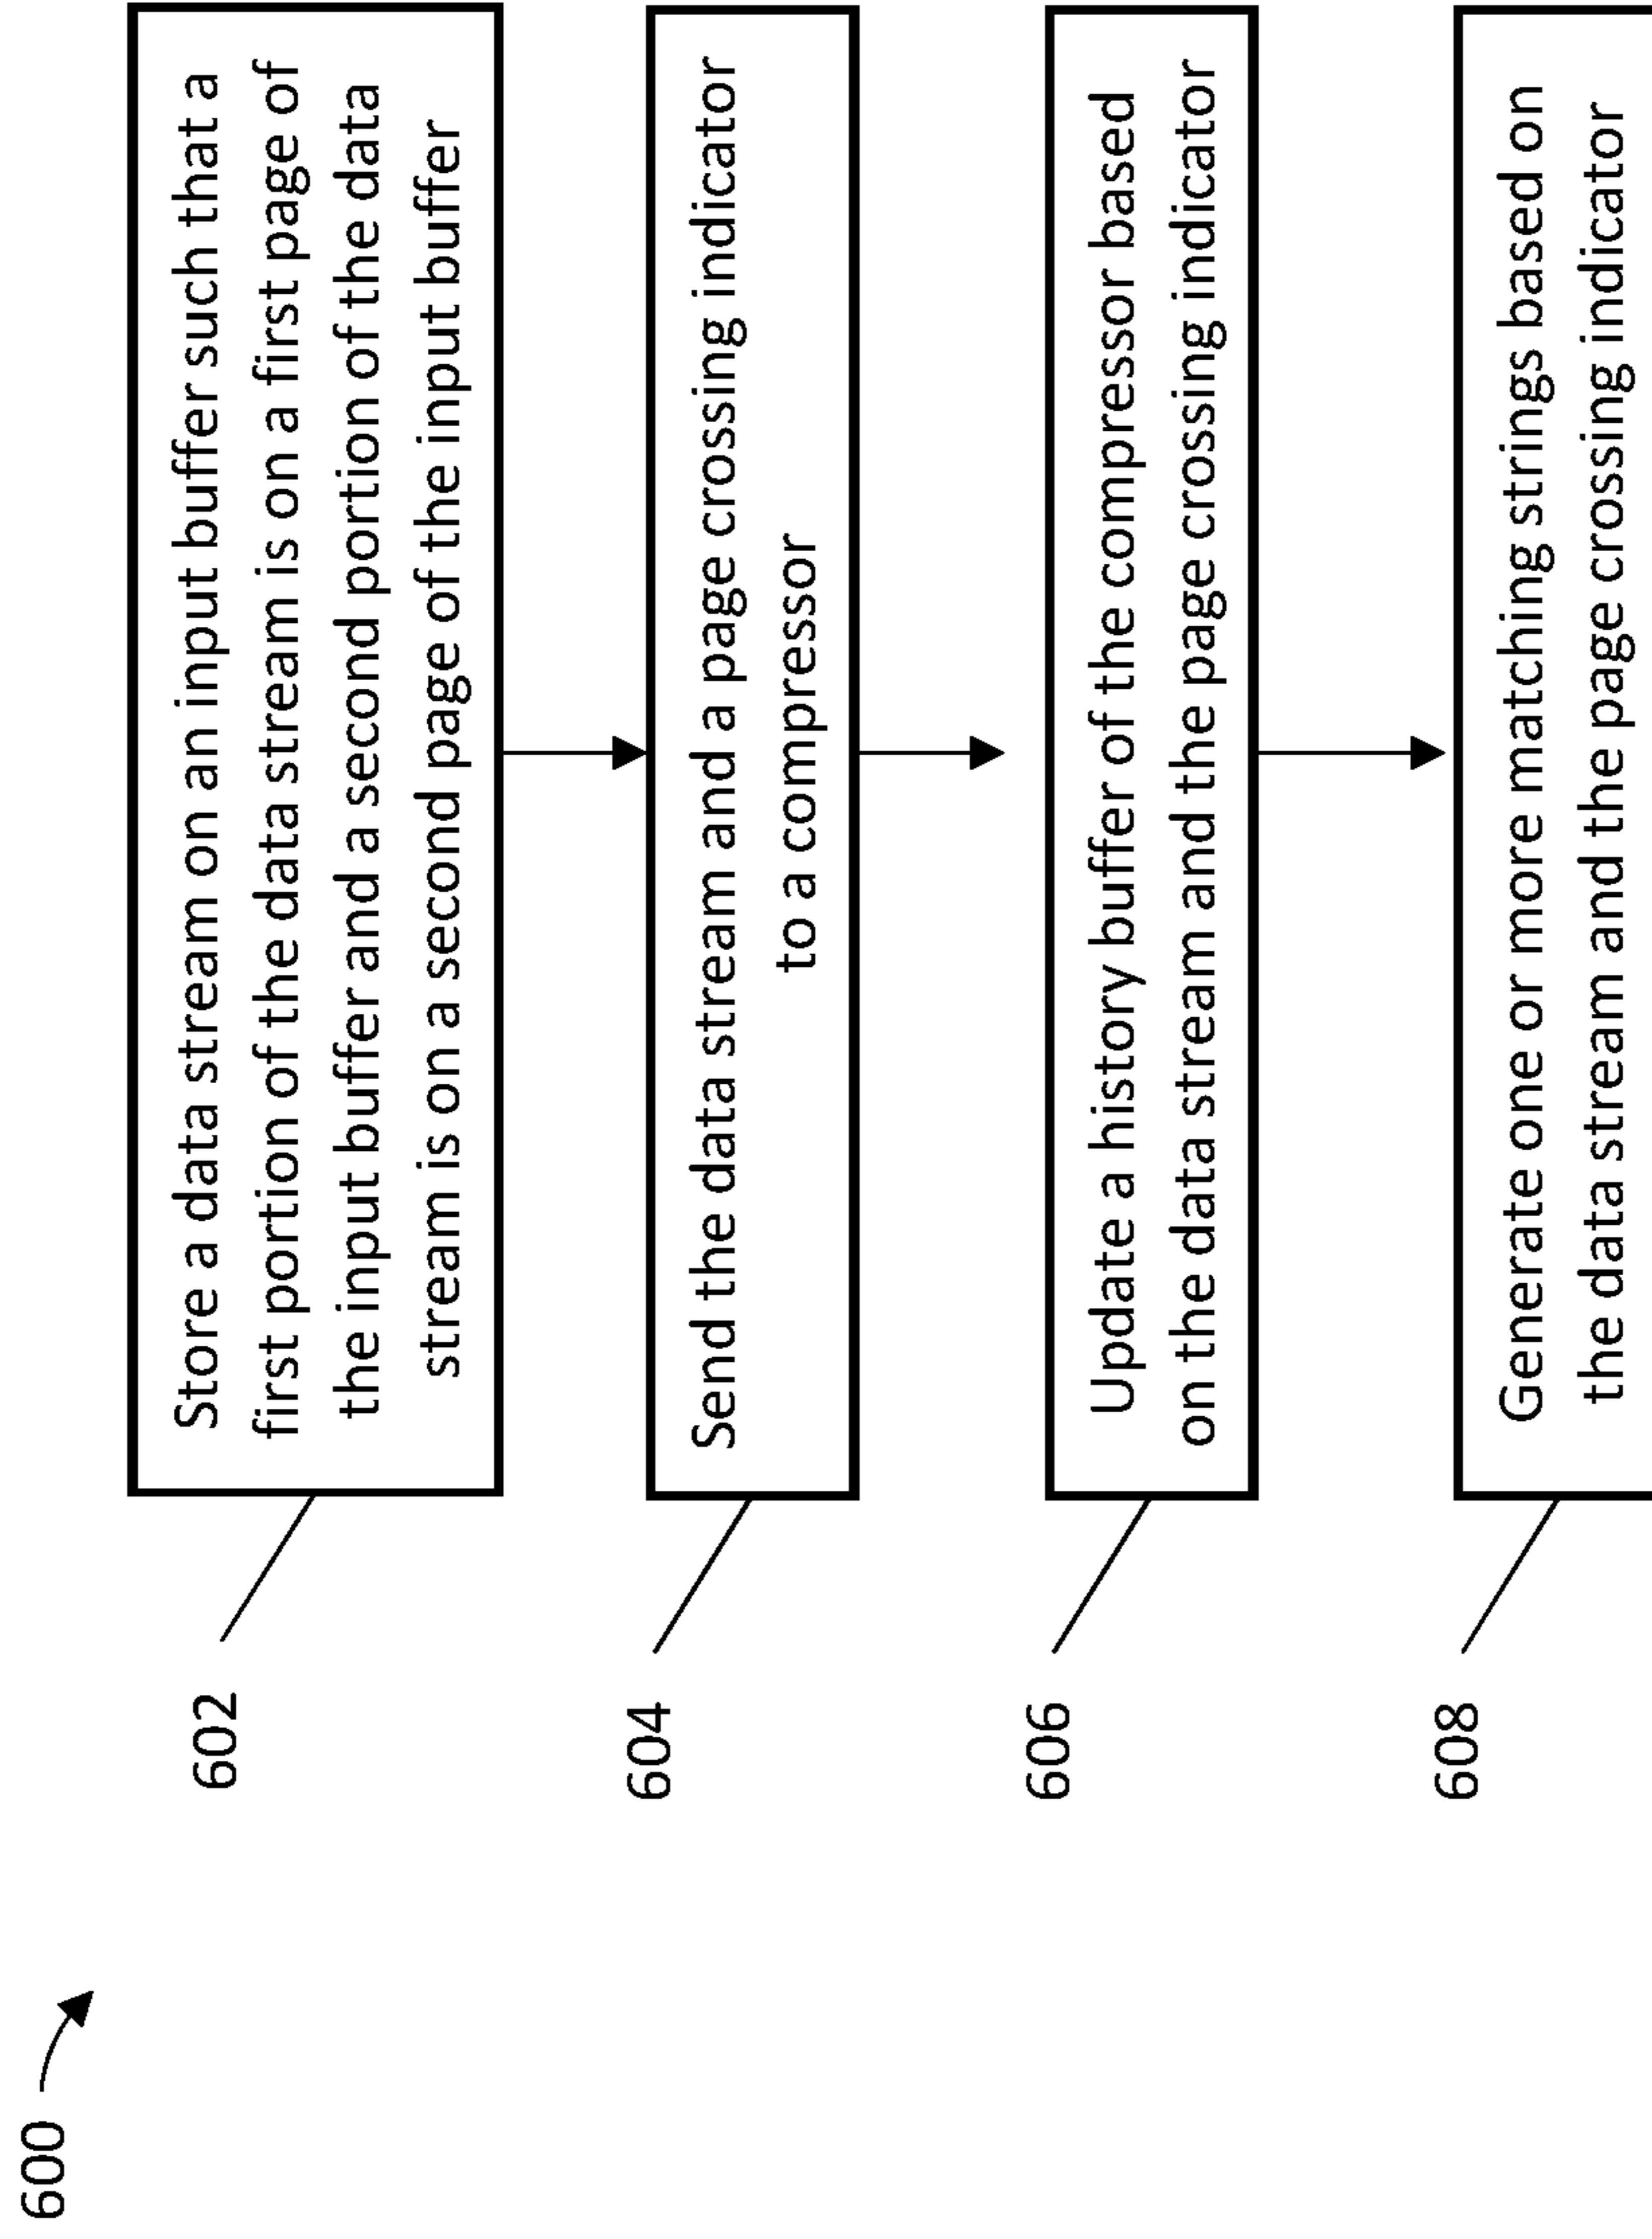 600
602
Store a data stream on an input buffer such that a
first portion of the data stream is on a first page of
the input buffer and a second portion of the data
stream is on a second page of the input buffer
604
Send the data stream and a page crossing indicator
to a compressor
606
Update a history buffer of the compressor based
on the data stream and the page crossing indicator
608
Generate one or more matching strings based on
the data stream and the page crossing indicator